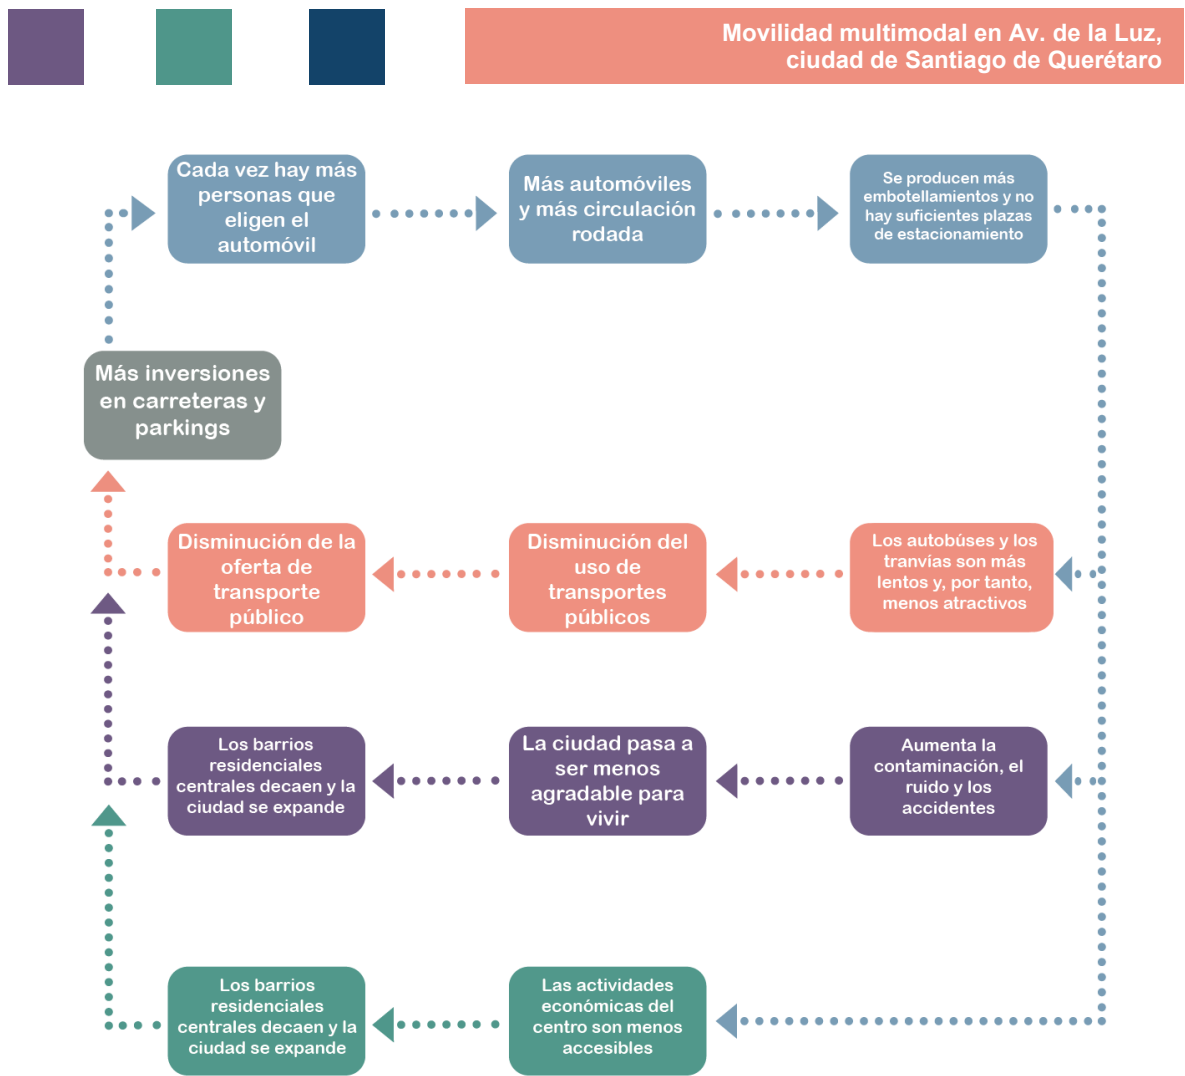 Movilidad multimodal en Av. de la Luz,
ciudad de Santiago de Querétaro
Cada vez hay más
personas que
eligen el
automóvil
Más automóviles
y más circulación
rodada
Se producen más
embotellamientos y no
hay suficientes plazas
de estacionamiento
Más inversiones
en carreteras y
parkings
Disminución de la
oferta de
transporte
público
Disminución del
uso de
transportes
públicos
Los autobúses y los
tranvías son más
lentos y, por tanto,
menos atractivos
Los barrios
residenciales
centrales decaen y la
ciudad se expande
La ciudad pasa a
ser menos
agradable para
vivir
Aumenta la
contaminación, el
ruido y los
accidentes
Los barrios
residenciales
centrales decaen y la
ciudad se expande
Las actividades
económicas del
centro son menos
accesibles